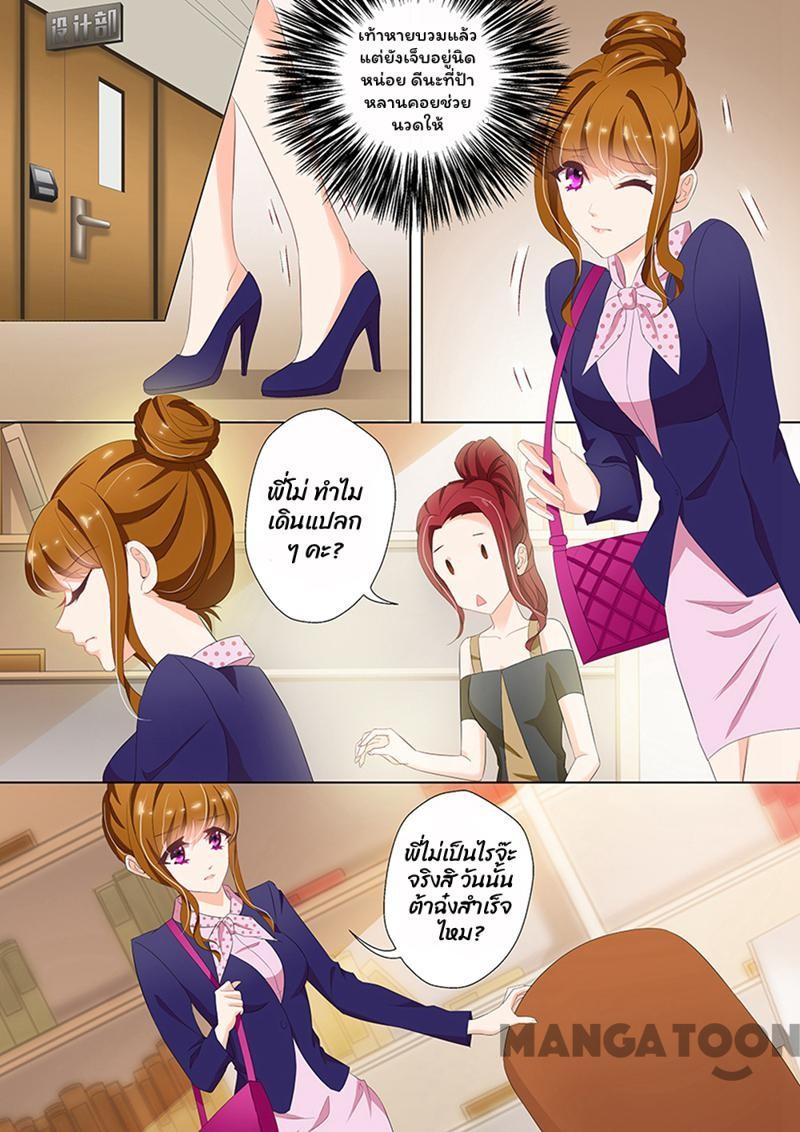 设计部
เท้าหายบวมแล้ว
แต่ยังเจ็บอยู่นิด
หน่อย ดีนะที่ป้า
หลานคอยช่วย
นวดให้
พี่โม่ ทำไม
เดินแปลก
ๆ คะ?
พี่ไม่เป็นไรจ๊ะ
จริงสิ วันนั้น
ต้าฉ๋งสำเร็จ
ไหม?
MANGATOON